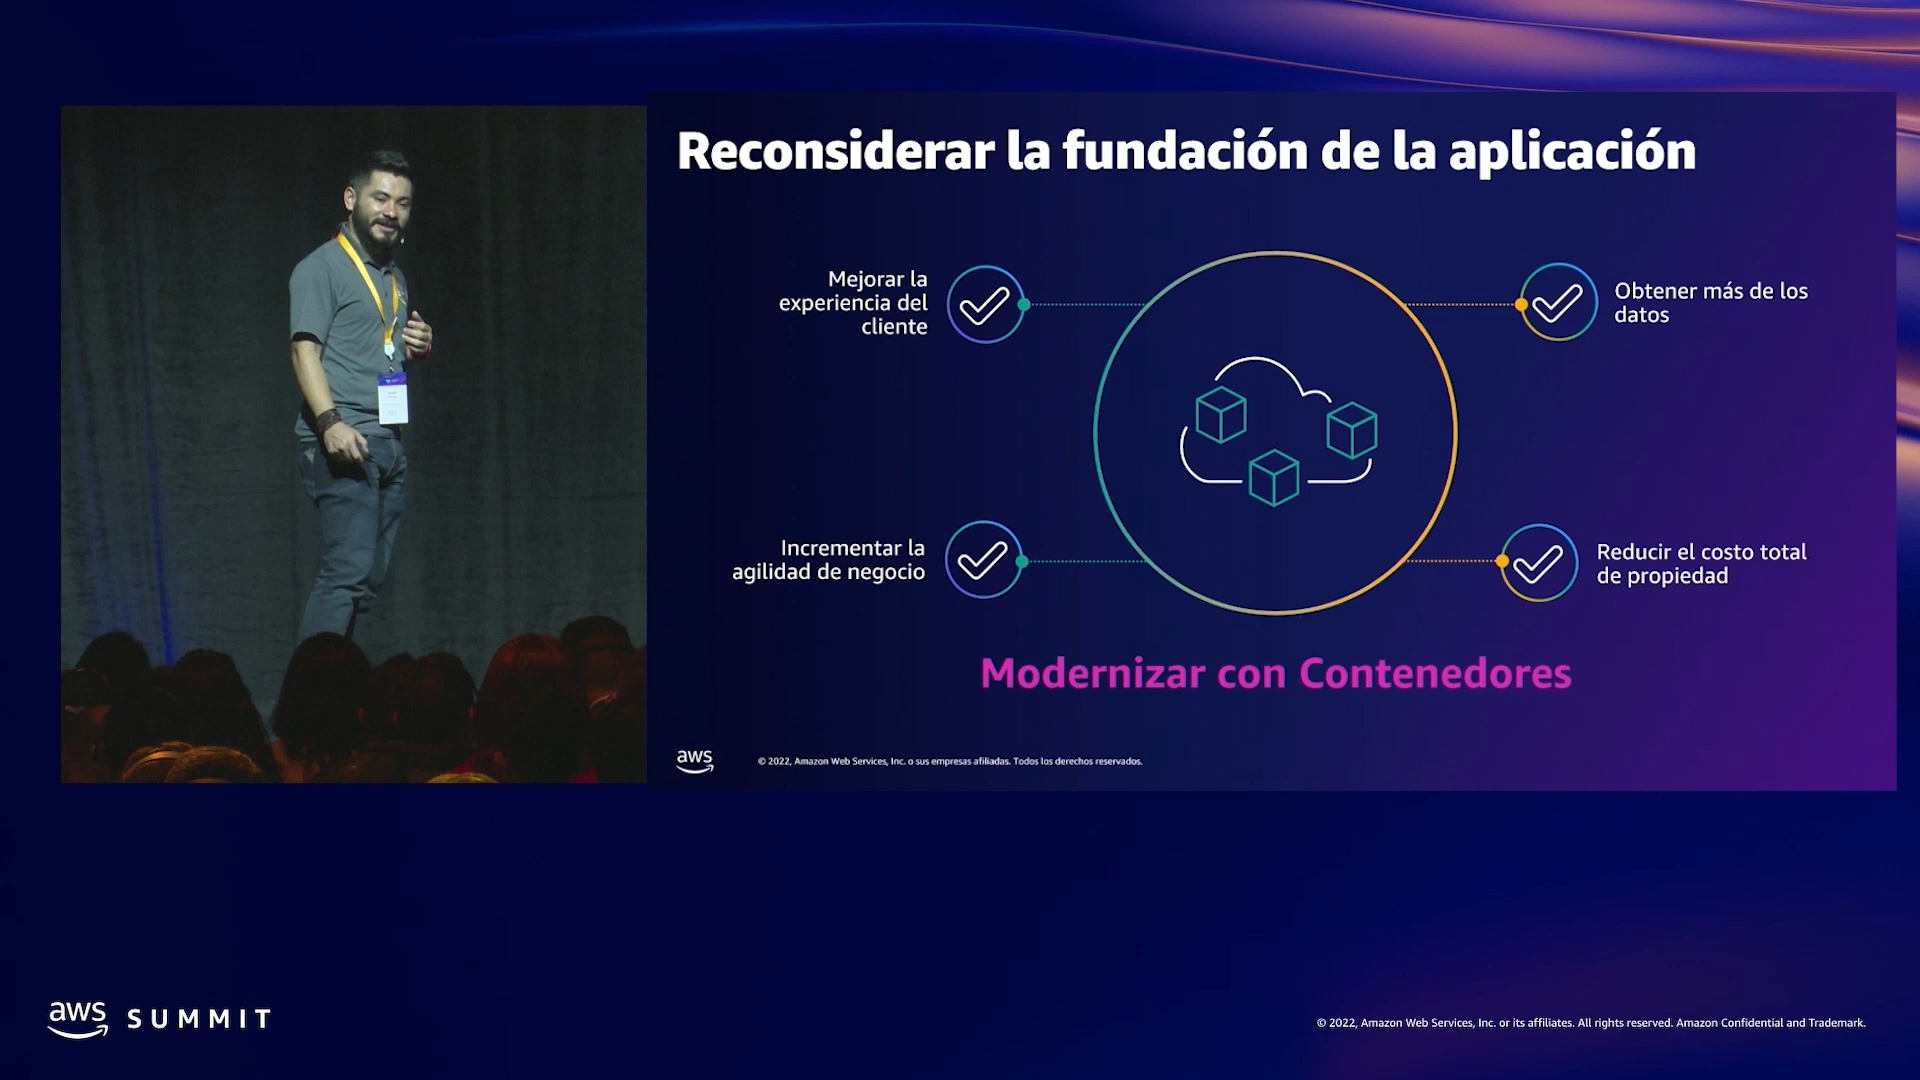 Reconsiderar la fundación de la aplicación
Mejorar la
experiencia del
cliente
Obtener más de los
datos
Incrementar la
agilidad de negocio
Reducir el costo total
de propiedad
Modernizar con Contenedores
aws
© 2022, Amazon Web Services, Inc. o sus empresas afiliadas. Todos los derechos reservados.
aws SUMMIT
© 2022, Amazon Web Services, Inc. or its affiliates. All rights reserved. Amazon Confidential and Trademark.